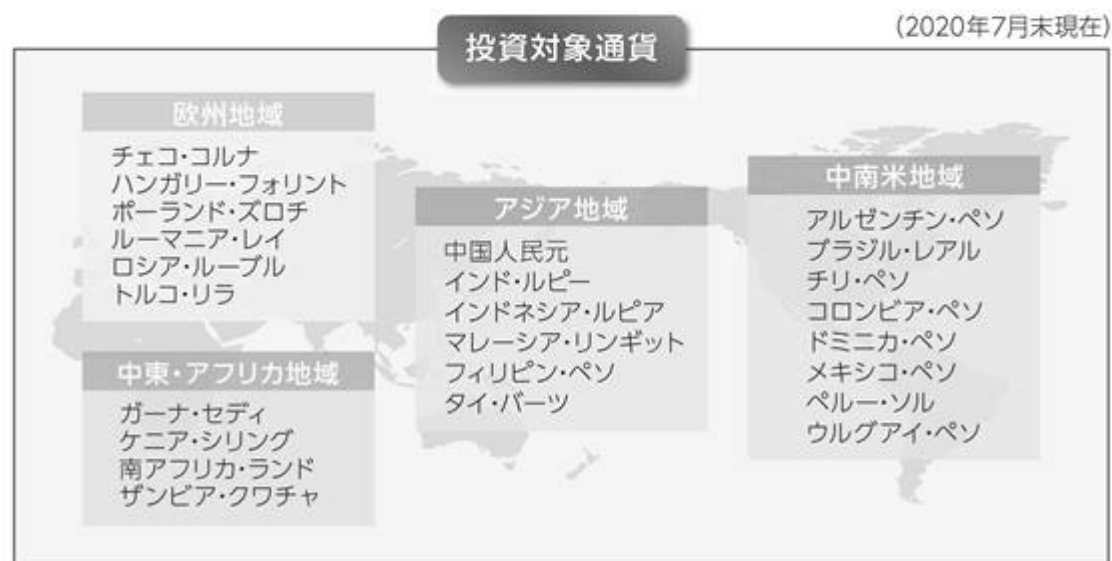 (2020年7月末現在)
投資対象通貨
欧州地域
チェコ・コルナ
ハンガリー・フォリント
ポーランド・ズロチ
ルーマニア・レイ
ロシア・ルーブル
トルコ・リラ
中東・アフリカ地域
ガーナ・セディ
ケニア・シリング
南アフリカ・ランド
ザンビア・クワチャ
アジア地域
中国人民元
インド・ルピー
インドネシア・ルピア
マレーシア・リンギット
フィリピン・ペソ
タイ・バーツ
中南米地域
アルゼンチン・ペソ
ブラジル・レアル
チリ・ペソ
コロンビア・ペソ
ドミニカ・ペソ
メキシコ・ペソ
ペルー・ソル
ウルグアイ・ペソ